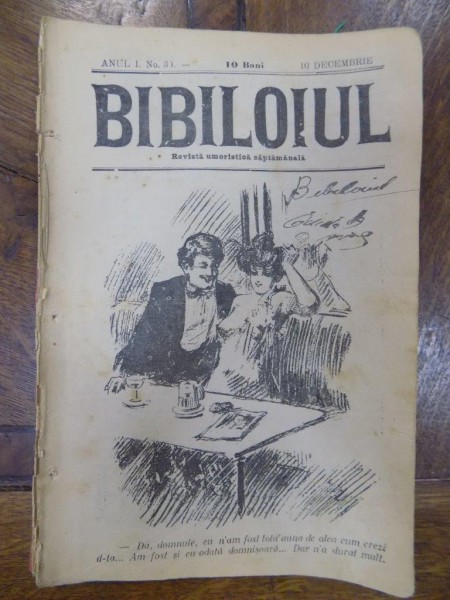 ANUL I. No. 31. — 10 Bani 10 DECEMBRIE
BIBILOIUL
Revistă umoristică săptămânală
Bibiloiul
— Da, domnule, eu n'am fost totd'auna de alea cum crezi
d-ta... Am fost și eu odată domnișoară... Dar n'a durat mult.